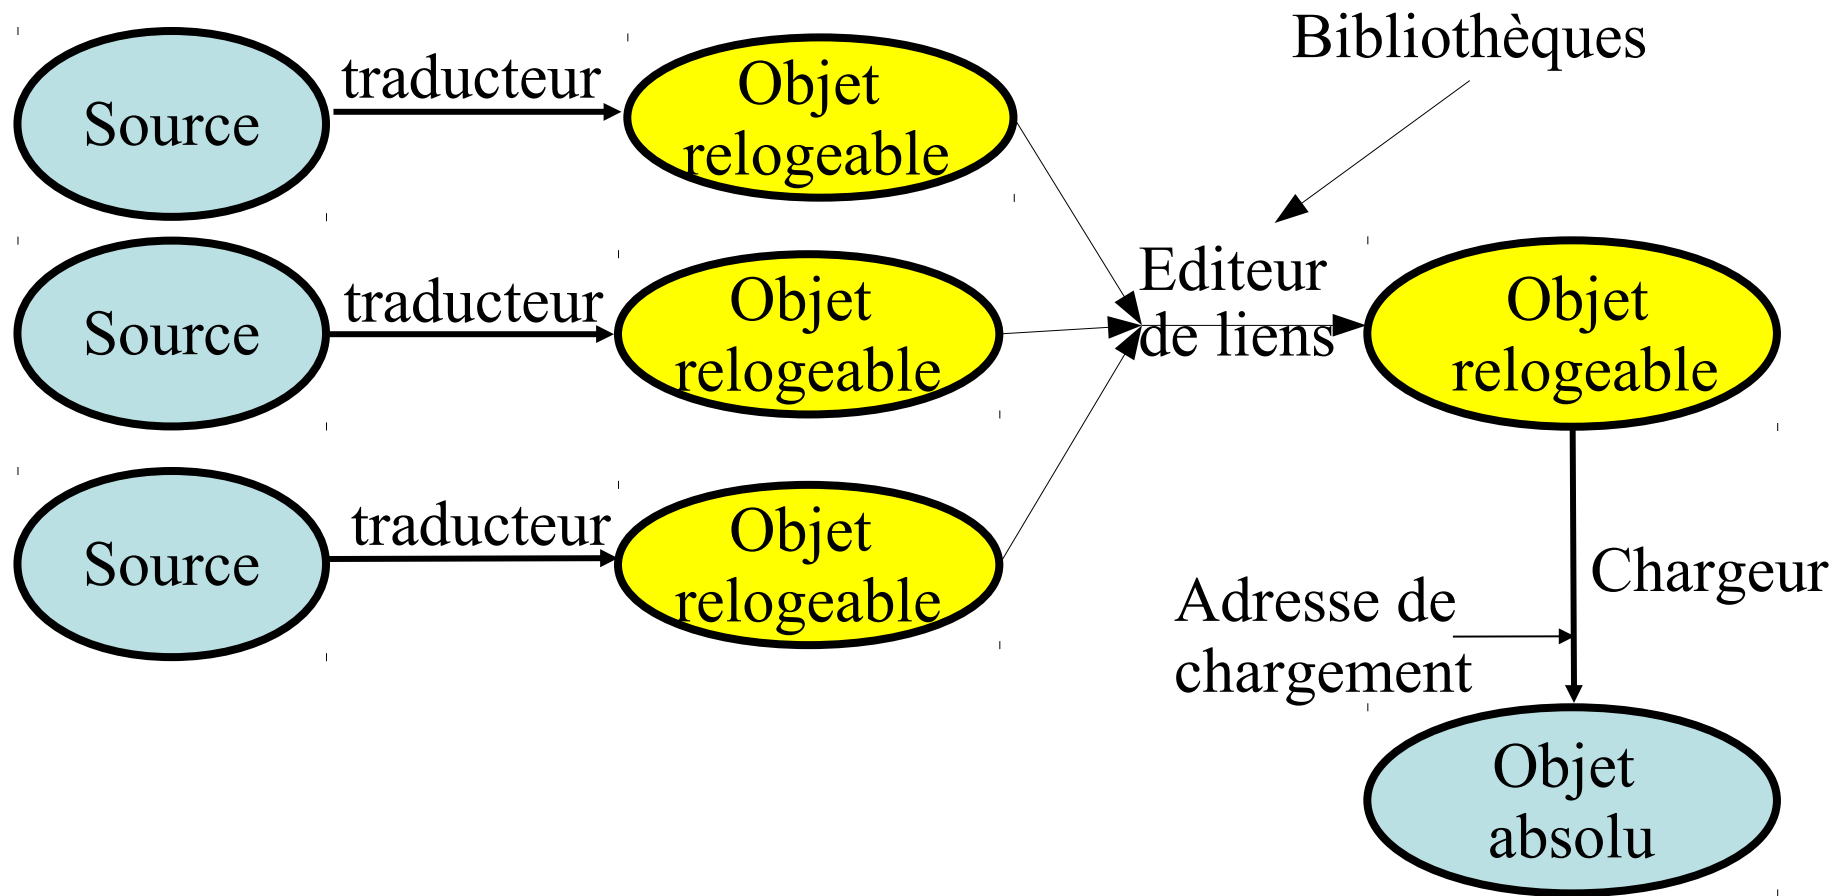 Source
traducteur
Objet
relogeable
Bibliothèques
Source
traducteur
Objet
relogeable
Editeur
de liens
Objet
relogeable
Source
traducteur
Objet
relogeable
Chargeur
Adresse de
chargement
Objet
absolu